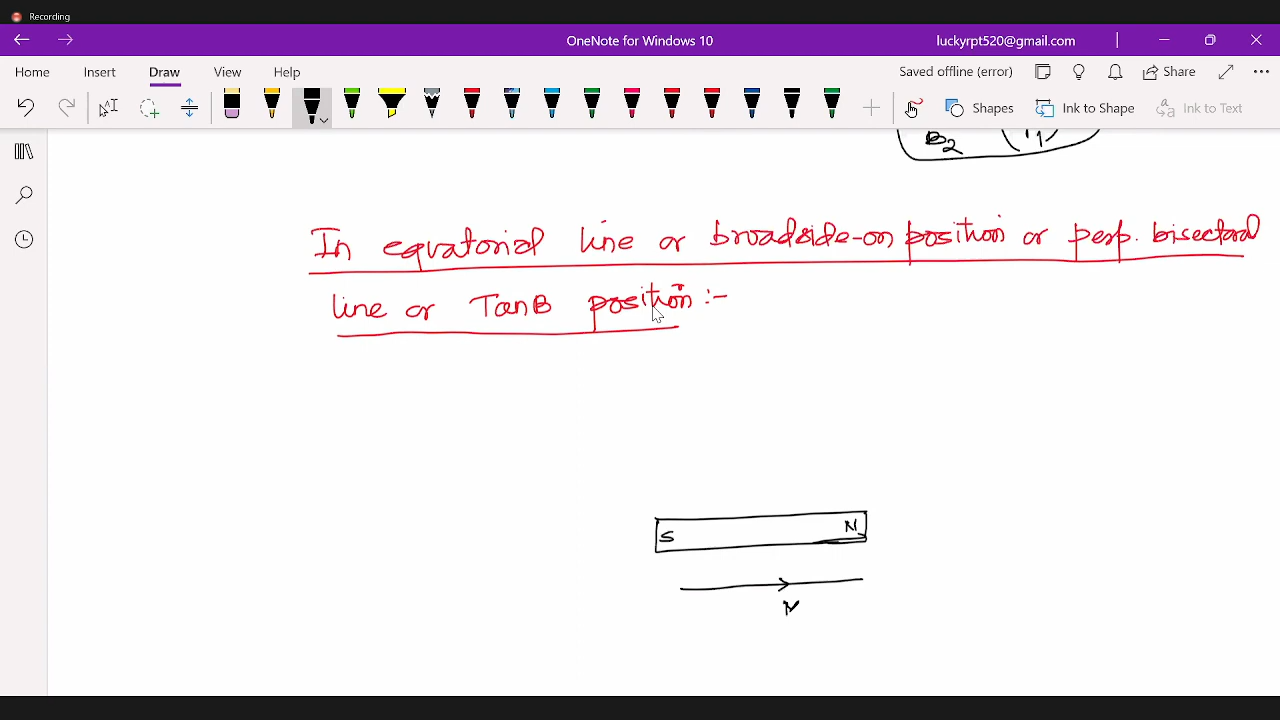 Recording
OneNote for Windows 10
luckyrpt520@gmail.com
Home Insert Draw View Help
Saved offline (error)
Share
Shapes
Ink to Shape
Ink to Text
B2
In equatorial line or broadside-on position or perp. bisectoral
line or TanB position :-
S N